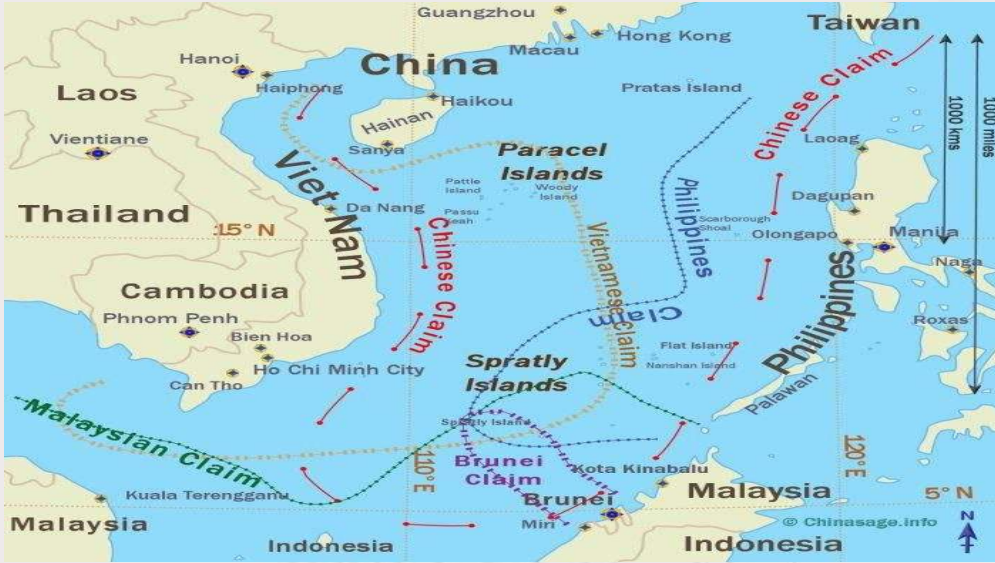 Guangzhou
Taiwan
Macau
Hong Kong
Hanoi
China
Haiphong
Laos
Haikou
Pratas Island
Hainan
Chinese Claim
1000 kms
1000 miles
Vientiane
Sanya
Laoag
Paracel
Islands
Viet Nam
Pattle
Island
Woody
Island
Philippines
Claim
Dagupan
Thailand
Da Nang
Passu
Keah
Scarborough
Shoal
15° N
Olongapo
Manila
Chinese Claim
Vietnamese Claim
Naga
Cambodia
Philippines
Phnom Penh
Bien Hoa
Roxas
Flat Island
Spratly
Islands
Nanshan Island
Ho Chi Minh City
Can Tho
Palawan
Malaysian Claim
Spratly Island
110° E
120° E
Brunei
Claim
Kota Kinabalu
Malaysia
5° N
Kuala Terengganu
Brunei
Malaysia
Miri
© Chinasage.info
N
Indonesia
Indonesia